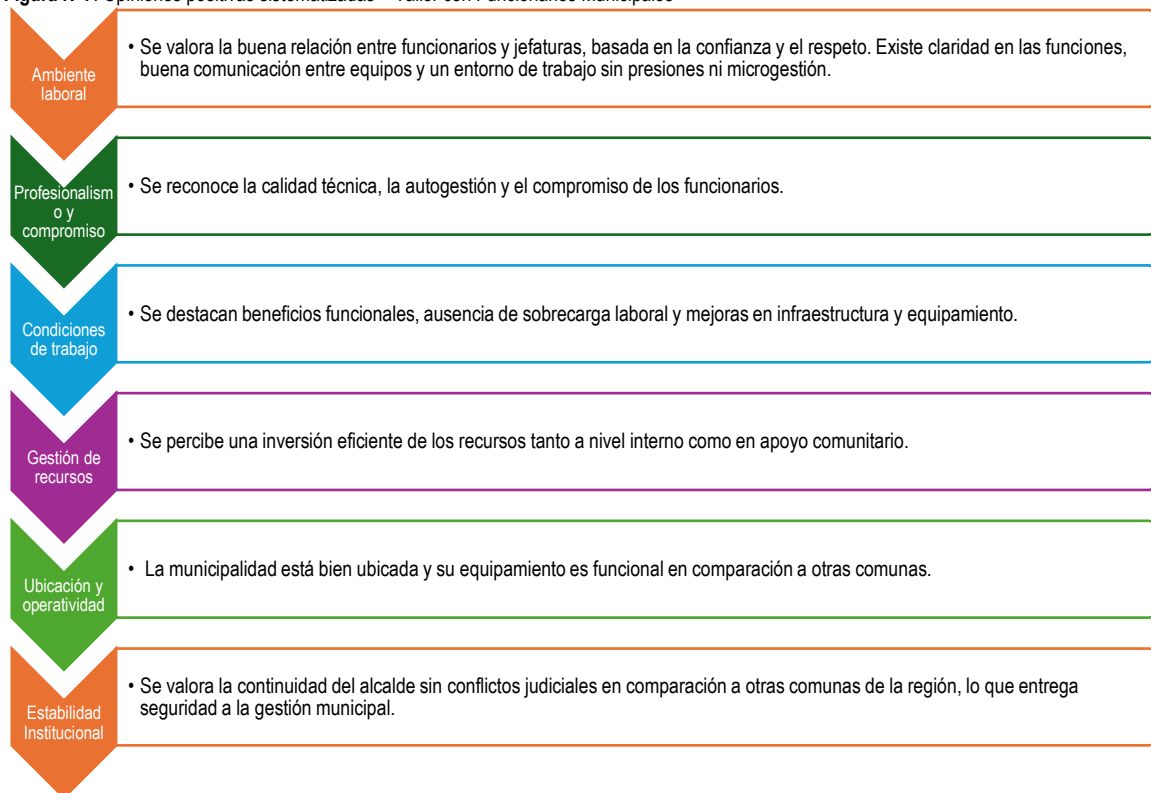 Ambiente
laboral
• Se valora la buena relación entre funcionarios y jefaturas, basada en la confianza y el respeto. Existe claridad en las funciones,
buena comunicación entre equipos y un entorno de trabajo sin presiones ni microgestión.
Profesionalism
o y
compromiso
• Se reconoce la calidad técnica, la autogestión y el compromiso de los funcionarios.
Condiciones
de trabajo
• Se destacan beneficios funcionales, ausencia de sobrecarga laboral y mejoras en infraestructura y equipamiento.
Gestión de
recursos
• Se percibe una inversión eficiente de los recursos tanto a nivel interno como en apoyo comunitario.
Ubicación y
operatividad
• La municipalidad está bien ubicada y su equipamiento es funcional en comparación a otras comunas.
Estabilidad
Institucional
• Se valora la continuidad del alcalde sin conflictos judiciales en comparación a otras comunas de la región, lo que entrega
seguridad a la gestión municipal.